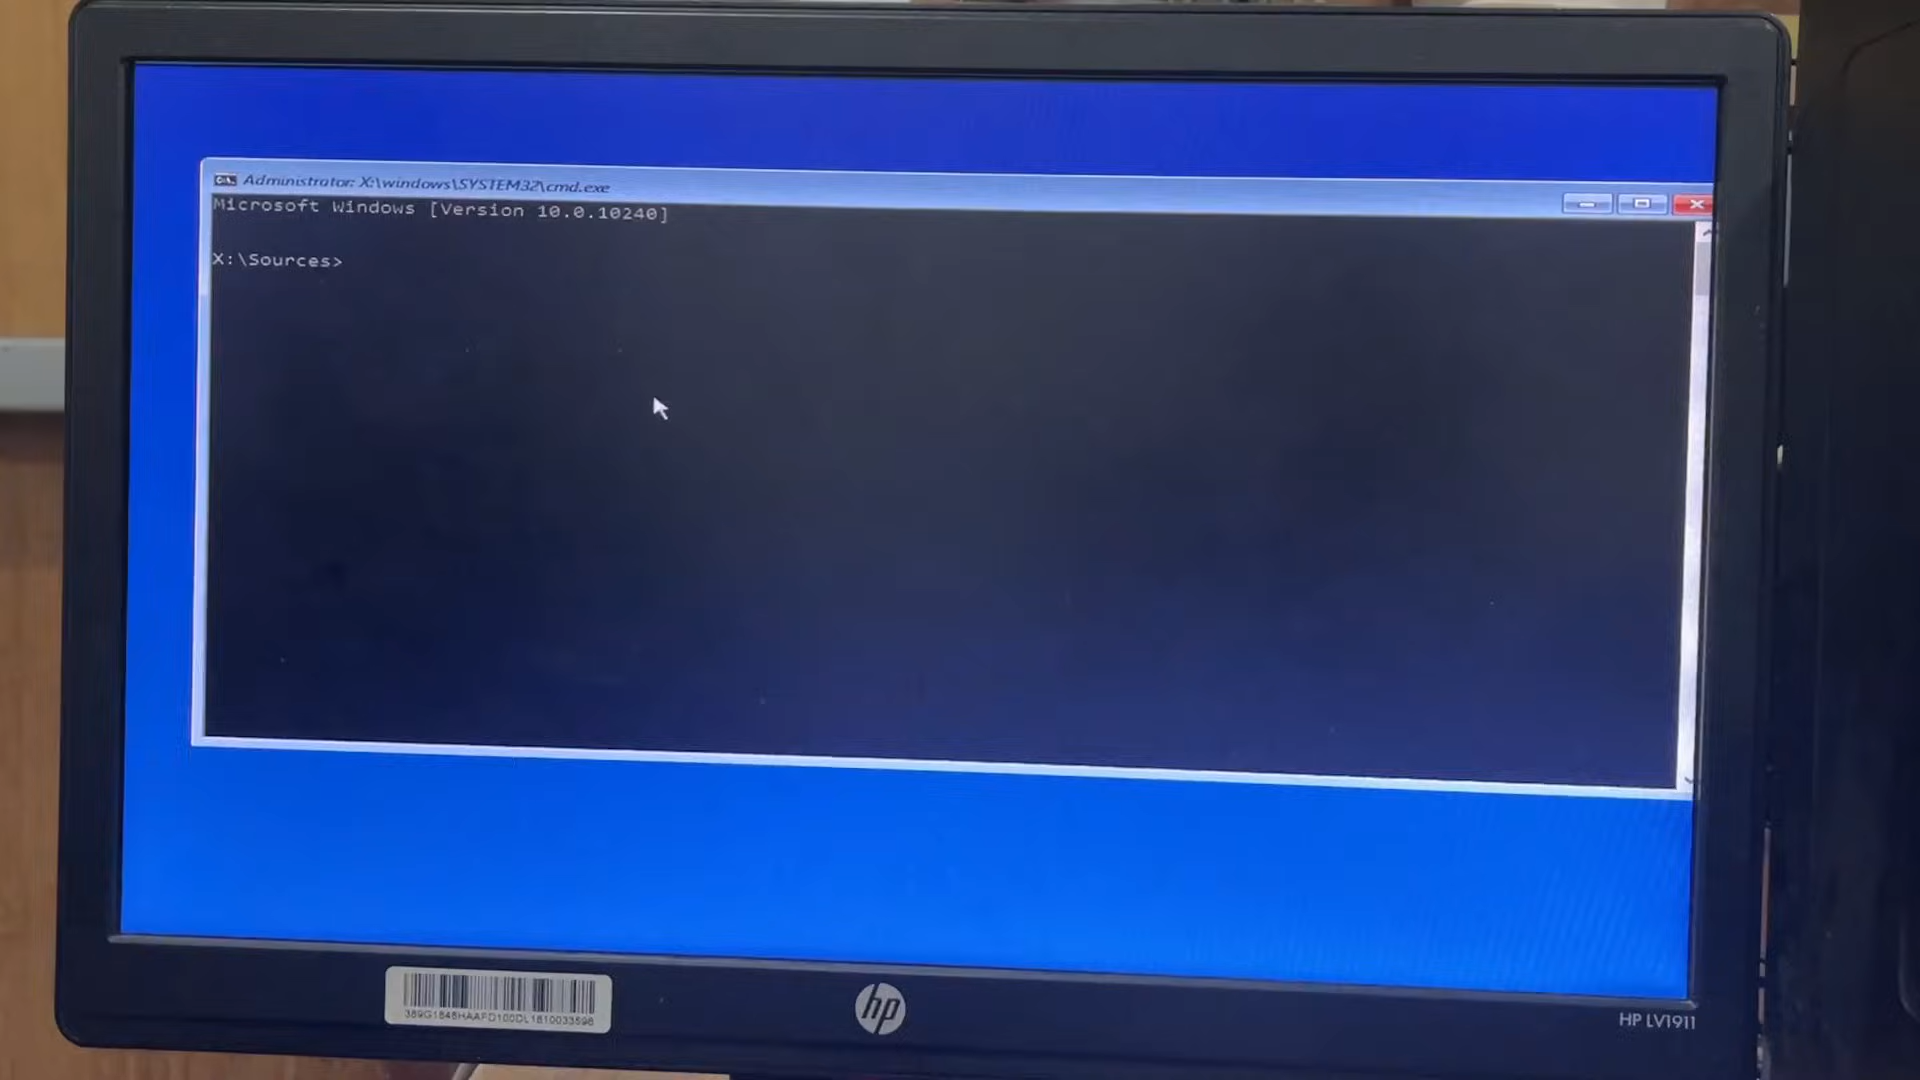 Administrator: X:\windows\SYSTEM32\cmd.exe
Microsoft Windows [Version 10.0.10240]
X:\Sources>
hp
HP LV1911